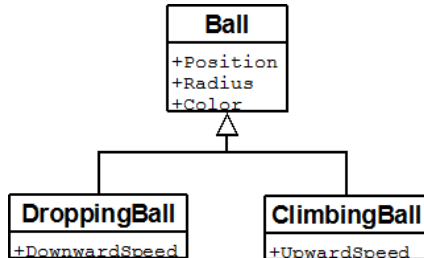 Ball
+Position
+Radius
+Color
DroppingBall
+DownwardSpeed
ClimbingBall
+UpwardSpeed